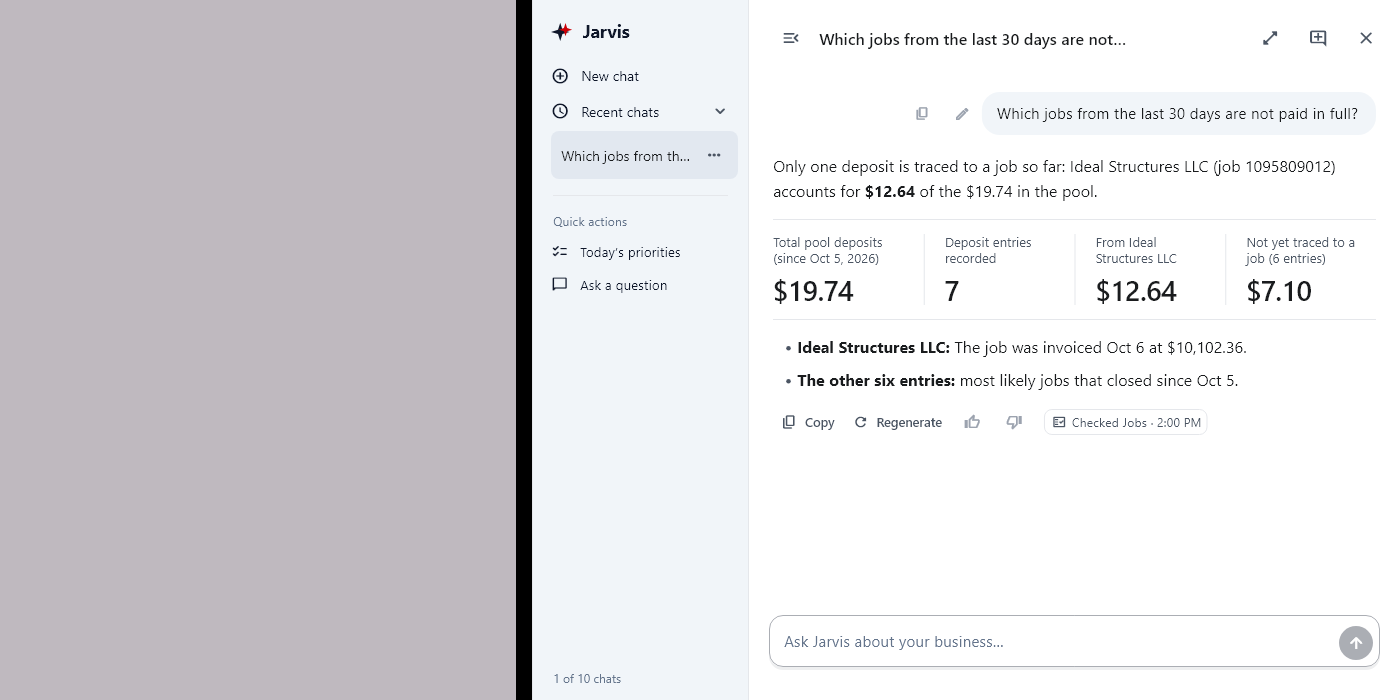 Jarvis
New chat
Recent chats
Which jobs from th...
Quick actions
Today's priorities
Ask a question
1 of 10 chats
Which jobs from the last 30 days are not...
Which jobs from the last 30 days are not paid in full?
Only one deposit is traced to a job so far: Ideal Structures LLC (job 1095809012)
accounts for $12.64 of the $19.74 in the pool.
Total pool deposits
(since Oct 5, 2026)
$19.74
Deposit entries
recorded
7
From Ideal
Structures LLC
$12.64
Not yet traced to a
job (6 entries)
$7.10
• Ideal Structures LLC: The job was invoiced Oct 6 at $10,102.36.
• The other six entries: most likely jobs that closed since Oct 5.
Copy
Regenerate
Checked Jobs · 2:00 PM
Ask Jarvis about your business...